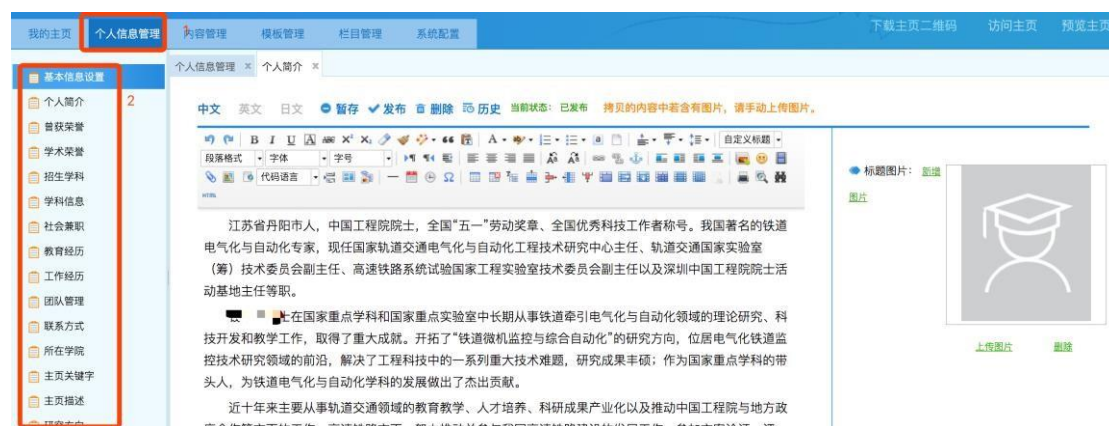 下载主页二维码 访问主页 预览主页
我的主页 个人信息管理 内容管理 模板管理 栏目管理 系统配置
1
个人信息管理 × 个人简介 ×
基本信息设置
个人简介
2
曾获荣誉
学术荣誉
招生学科
学科信息
社会兼职
教育经历
工作经历
团队管理
联系方式
所在学院
主页关键字
主页描述
研究方向
中文 英文 日文 暂存 发布 删除 历史 当前状态: 已发布 拷贝的内容中若含有图片,请手动上传图片。
自定义标题
段落格式 字体 字号
代码语言
HTML
江苏省丹阳市人,中国工程院院士,全国“五一”劳动奖章、全国优秀科技工作者称号。我国著名的铁道
电气化与自动化专家,现任国家轨道交通电气化与自动化工程技术研究中心主任、轨道交通国家实验室
(筹)技术委员会副主任、高速铁路系统试验国家工程实验室技术委员会副主任以及深圳中国工程院院士活
动基地主任等职。
士在国家重点学科和国家重点实验室中长期从事铁道牵引电气化与自动化领域的理论研究、科
技开发和教学工作,取得了重大成就。开拓了“铁道微机监控与综合自动化”的研究方向,位居电气化铁道监
控技术研究领域的前沿,解决了工程科技中的一系列重大技术难题,研究成果丰硕;作为国家重点学科的带
头人,为铁道电气化与自动化学科的发展做出了杰出贡献。
近十年来主要从事轨道交通领域的教育教学、人才培养、科研成果产业化以及推动中国工程院与地方政
标题图片: 新增
图片
上传图片 删除